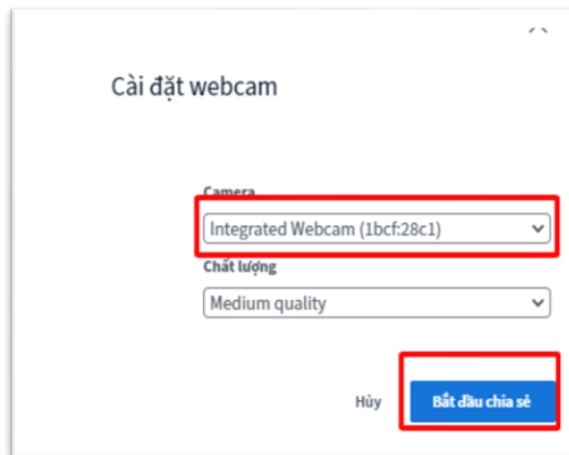 Cài đặt webcam
Camera
Integrated Webcam (1bcf:28c1)
Chất lượng
Medium quality
Hủy Bắt đầu chia sẻ